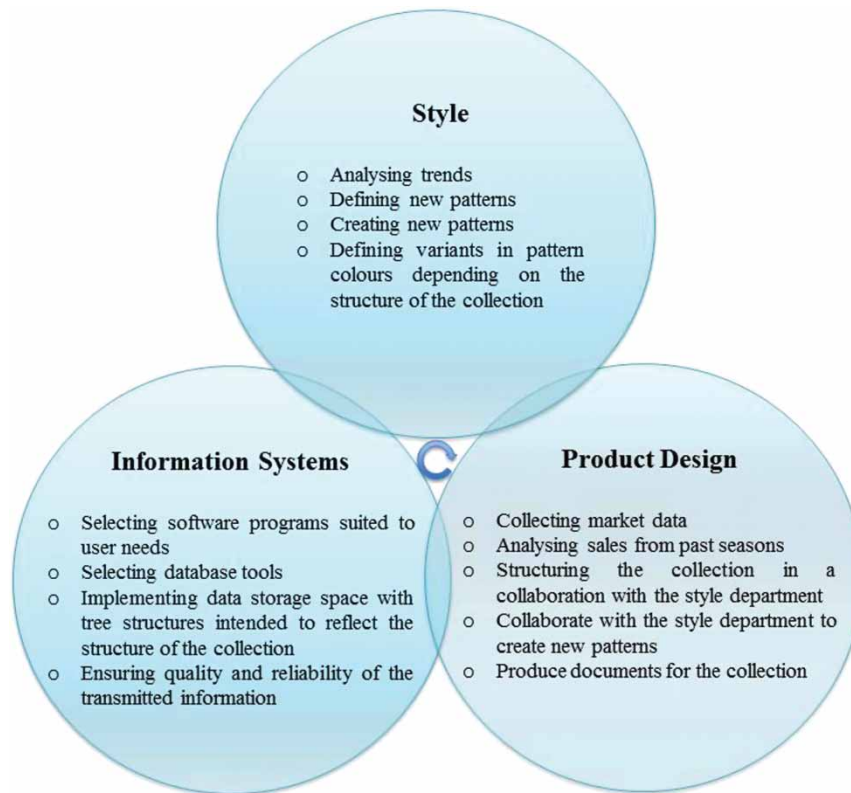 Style
o Analysing trends
o Defining new patterns
o Creating new patterns
o Defining variants in pattern
colours depending on the
structure of the collection
Information Systems
o Selecting software programs suited to
user needs
o Selecting database tools
o Implementing data storage space with
tree structures intended to reflect the
structure of the collection
o Ensuring quality and reliability of the
transmitted information
Product Design
o Collecting market data
o Analysing sales from past seasons
o Structuring the collection in a
collaboration with the style department
o Collaborate with the style department to
create new patterns
o Produce documents for the collection